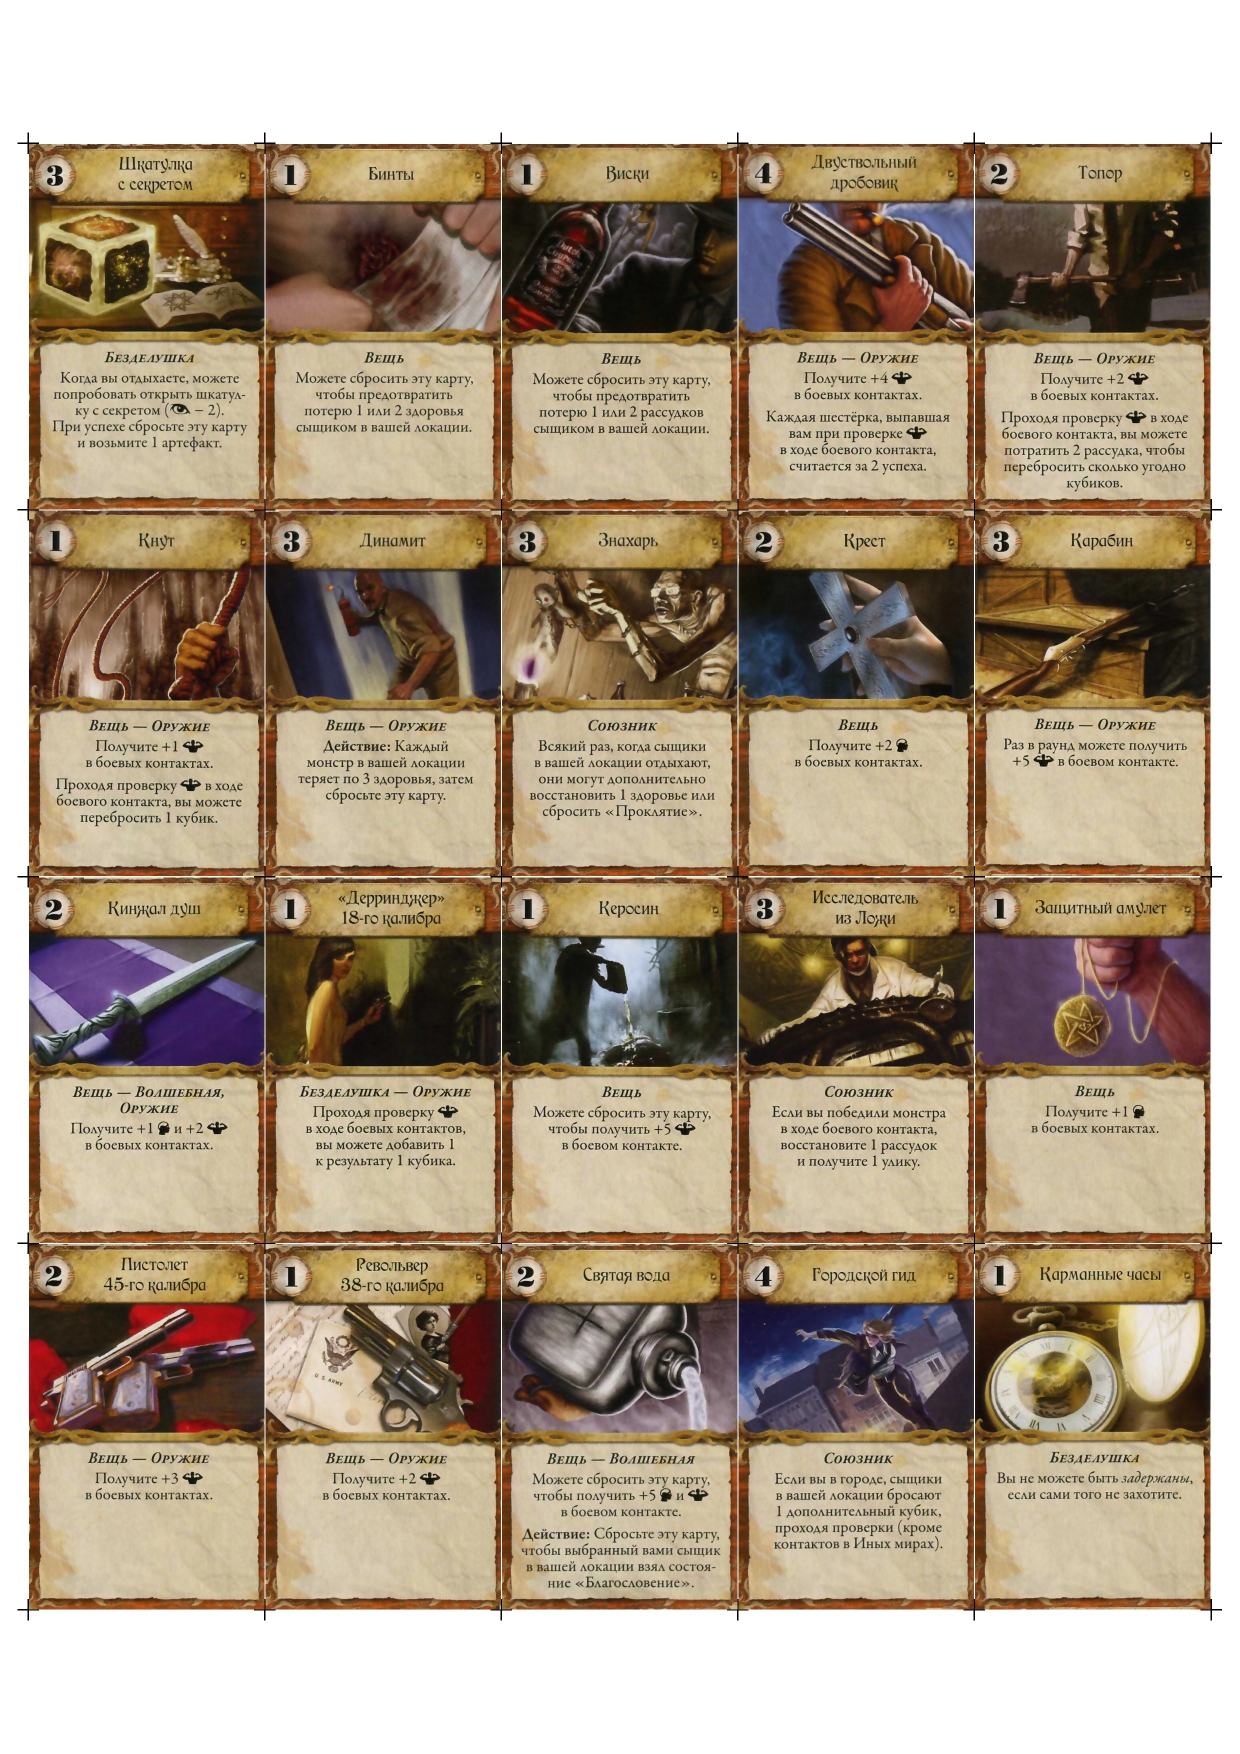 3
Шкатулка
с секретом
Безделушка
Когда вы отдыхаете, можете
попробовать открыть шкатул-
ку с секретом ( – 2).
При успехе сбросьте эту карту
и возьмите 1 артефакт.
1
Бинты
Вещь
Можете сбросить эту карту,
чтобы предотвратить
потерю 1 или 2 здоровья
сыщиком в вашей локации.
1
Виски
Вещь
Можете сбросить эту карту,
чтобы предотвратить
потерю 1 или 2 рассудков
сыщиком в вашей локации.
4
Двуствольный
дробовик
Вещь — Оружие
Получите +4
в боевых контактах.
Каждая шестёрка, выпавшая
вам при проверке
в ходе боевого контакта,
считается за 2 успеха.
2
Топор
Вещь — Оружие
Получите +2
в боевых контактах.
Проходя проверку в ходе
боевого контакта, вы можете
потратить 2 рассудка, чтобы
перебросить сколько угодно
кубиков.
1
Кнут
Вещь — Оружие
Получите +1
в боевых контактах.
Проходя проверку в ходе
боевого контакта, вы можете
перебросить 1 кубик.
3
Динамит
Вещь — Оружие
Действие: Каждый
монстр в вашей локации
теряет по 3 здоровья, затем
сбросьте эту карту.
3
Знахарь
Союзник
Всякий раз, когда сыщики
в вашей локации отдыхают,
они могут дополнительно
восстановить 1 здоровье или
сбросить «Проклятие».
2
Крест
Вещь
Получите +2
в боевых контактах.
3
Карабин
Вещь — Оружие
Раз в раунд можете получить
+5 в боевом контакте.
2
Кинжал душ
Вещь — Волшебная,
Оружие
Получите +1 и +2
в боевых контактах.
1
«Дерринджер»
18-го калибра
Безделушка — Оружие
Проходя проверку
в ходе боевых контактов,
вы можете добавить 1
к результату 1 кубика.
1
Керосин
Вещь
Можете сбросить эту карту,
чтобы получить +5
в боевом контакте.
3
Исследователь
из Ложи
Союзник
Если вы победили монстра
в ходе боевого контакта,
восстановите 1 рассудок
и получите 1 улику.
1
Защитный амулет
Вещь
Получите +1
в боевых контактах.
2
Пистолет
45-го калибра
Вещь — Оружие
Получите +3
в боевых контактах.
1
Револьвер
38-го калибра
U. S. ARMY
Вещь — Оружие
Получите +2
в боевых контактах.
2
Святая вода
Вещь — Волшебная
Можете сбросить эту карту,
чтобы получить +5 и
в боевом контакте.
Действие: Сбросьте эту карту,
чтобы выбранный вами сыщик
в вашей локации взял состоя-
ние «Благословение».
4
Городской гид
Союзник
Если вы в городе, сыщики
в вашей локации бросают
1 дополнительный кубик,
проходя проверки (кроме
контактов в Иных мирах).
1
Карманные часы
Безделушка
Вы не можете быть задержаны,
если сами того не захотите.